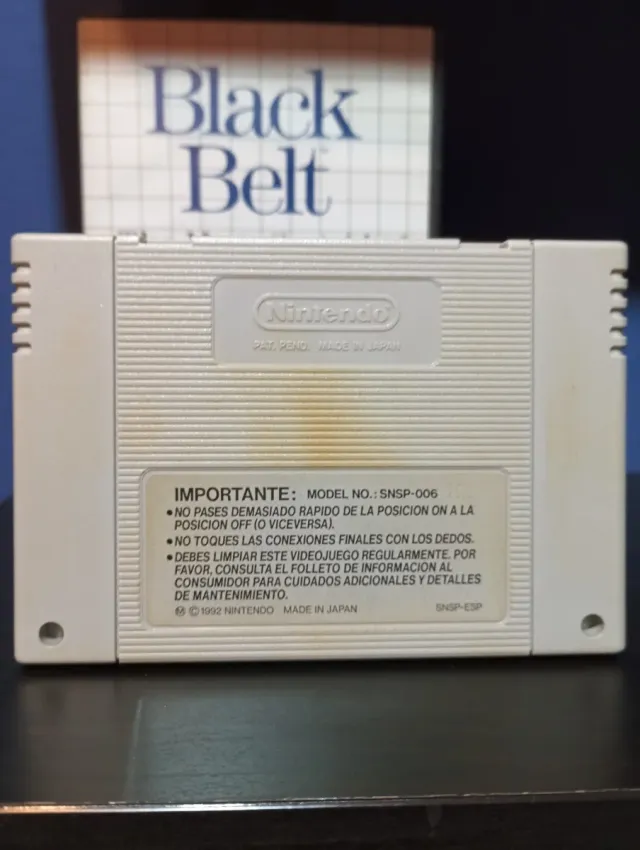 Black
Belt
Nintendo
PAT. PEND. MADE IN JAPAN
IMPORTANTE: MODEL NO.: SNSP-006
•NO PASES DEMASIADO RAPIDO DE LA POSICION ON A LA
POSICION OFF (O VICEVERSA).
•NO TOQUES LAS CONEXIONES FINALES CON LOS DEDOS.
•DEBES LIMPIAR ESTE VIDEOJUEGO REGULARMENTE. POR
FAVOR, CONSULTA EL FOLLETO DE INFORMACION AL
CONSUMIDOR PARA CUIDADOS ADICIONALES Y DETALLES
DE MANTENIMIENTO.
Ⓜ ©1992 NINTENDO MADE IN JAPAN SNSP-ESP